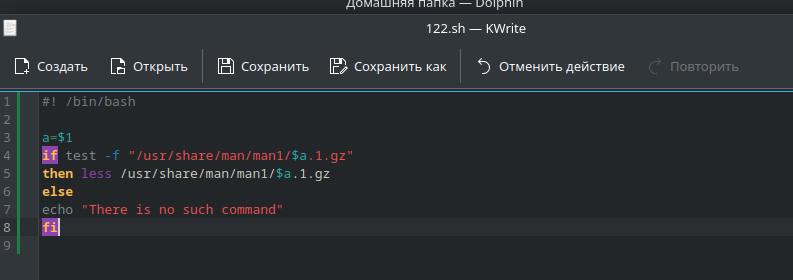 Домашняя папка — Dolphin
122.sh — KWrite
Создать Открыть Сохранить Сохранить как Отменить действие Повторить
1 #! /bin/bash
2
3 a=$1
4 if test -f "/usr/share/man/man1/$a.1.gz"
5 then less /usr/share/man/man1/$a.1.gz
6 else
7 echo "There is no such command"
8 fi
9